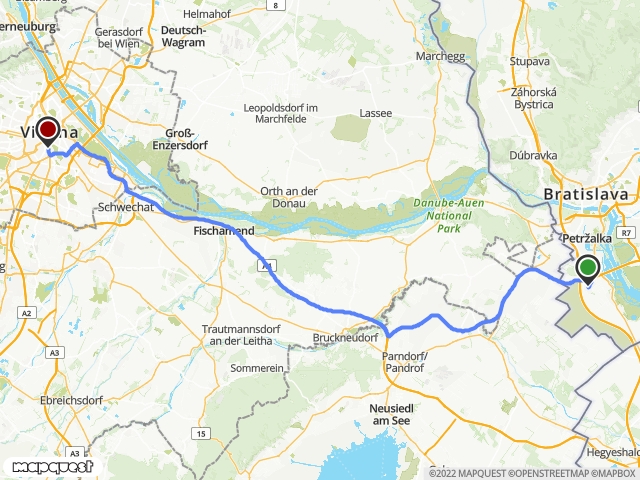 Helmahof
erneuburg
Gerasdorf
bei Wien
Deutsch-
Wagram
Marchegg
Stupava
Záhorská
Bystrica
Leopoldsdorf im
Marchfelde
Lassee
Vienna
Groß-
Enzersdorf
Dúbravka
Orth an der
Donau
Bratislava
Danube-Auen
National
Park
Schwechat
R7
Petržalka
Fischamend
A4
A2
Trautmannsdorf
an der Leitha
Bruckneudorf
A3
Parndorf/
Pandrof
Sommerein
Ebreichsdorf
Neusiedl
am See
15
A3
Hegyeshalo
mapquest
©2022 MAPQUEST ©OPENSTREETMAP ©MAPBOX